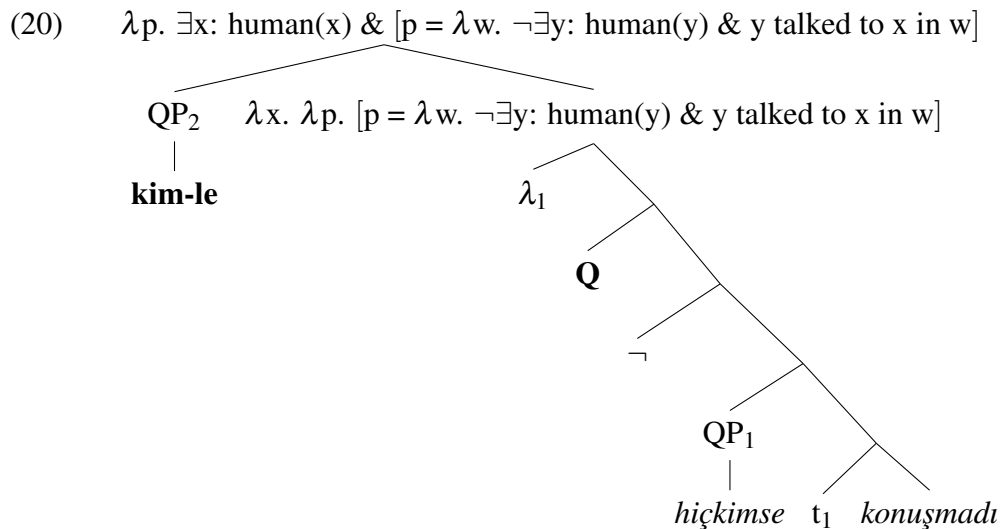 (20) λp. ∃x: human(x) & [p = λw. ¬∃y: human(y) & y talked to x in w]
QP₂ λx. λp. [p = λw. ¬∃y: human(y) & y talked to x in w]
kim-le λ₁
Q
¬
QP₁
hiçkimse t₁ konuşmadı